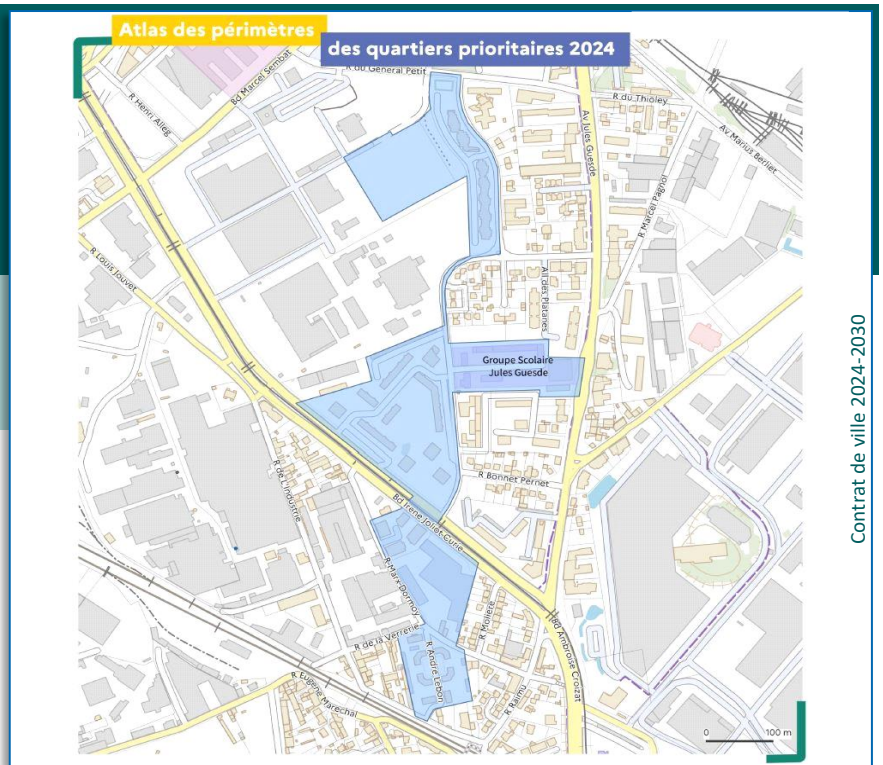 Atlas des périmètres
des quartiers prioritaires 2024
R du Général Petit
Bd Marcel Sembat
R Henri Alleg
R du Thioley
Av Jules Guesde
Av Marius Berliet
R Marcel Pagnol
R Louis Jouvet
All des Platanes
Groupe Scolaire
Jules Guesde
Contrat de ville 2024-2030
R de L'Industrie
R Bonnet Pernet
Bd Irene Joliot Curie
R Marx Dormoy
R Molière
R de la Verrerie
R André Lebon
Bd Ambroise Croizat
R Eugène Maréchal
R Raimu
0 100 m